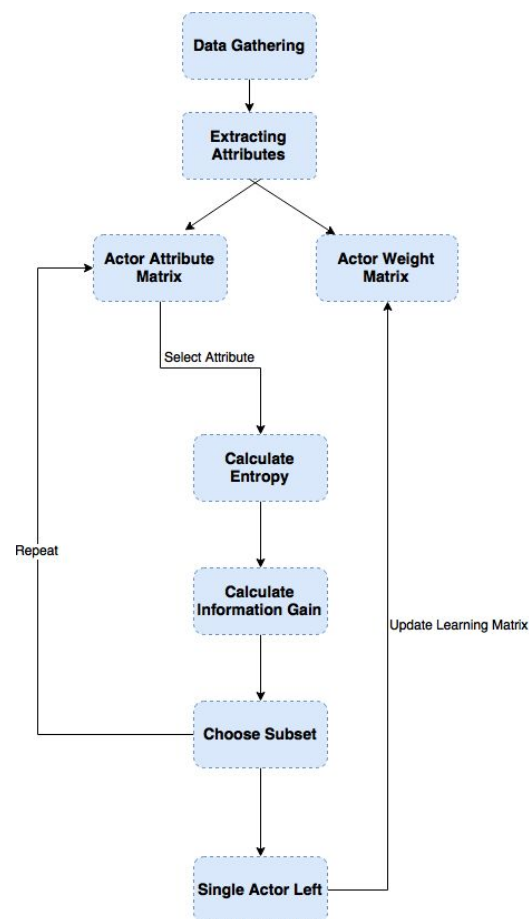 Data Gathering
Extracting
Attributes
Actor Attribute
Matrix
Actor Weight
Matrix
Select Attribute
Calculate
Entropy
Repeat
Calculate
Information Gain
Update Learning Matrix
Choose Subset
Single Actor Left